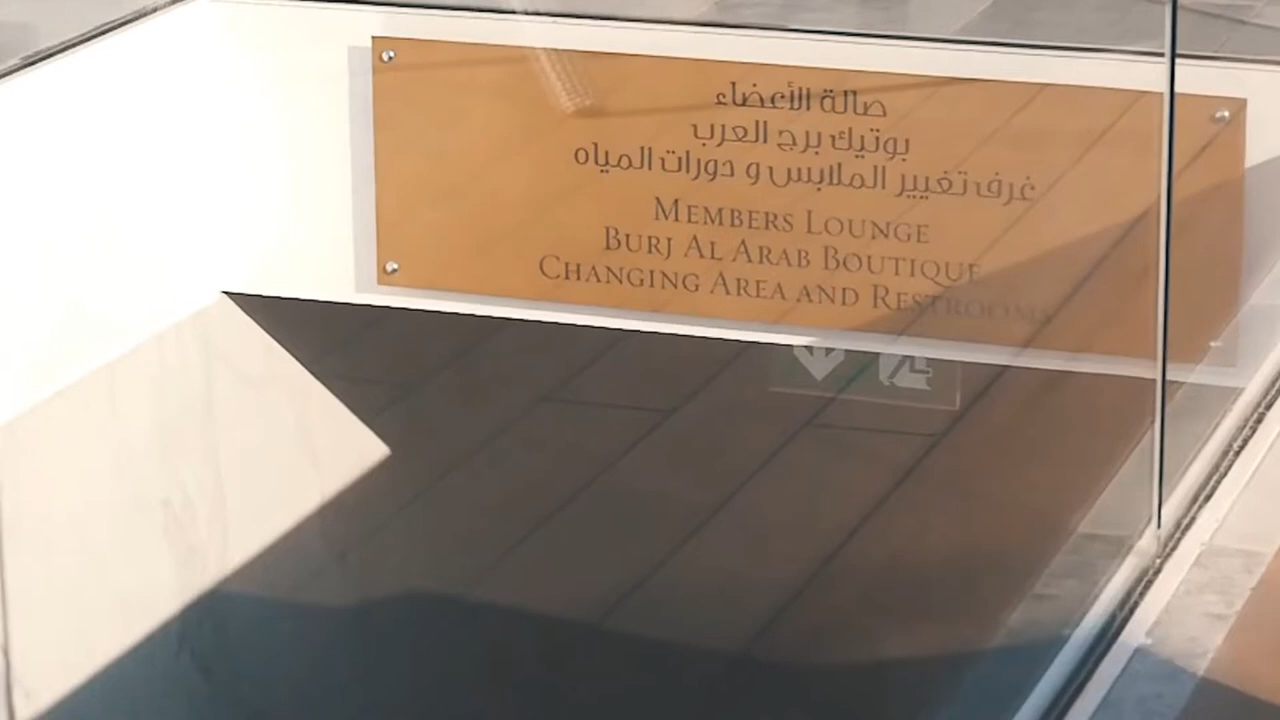 صالة الأعضاء
بوتيك برج العرب
غرف تغيير الملابس و دورات المياه
MEMBERS LOUNGE
BURJ AL ARAB BOUTIQUE
CHANGING AREA AND RESTROOMS